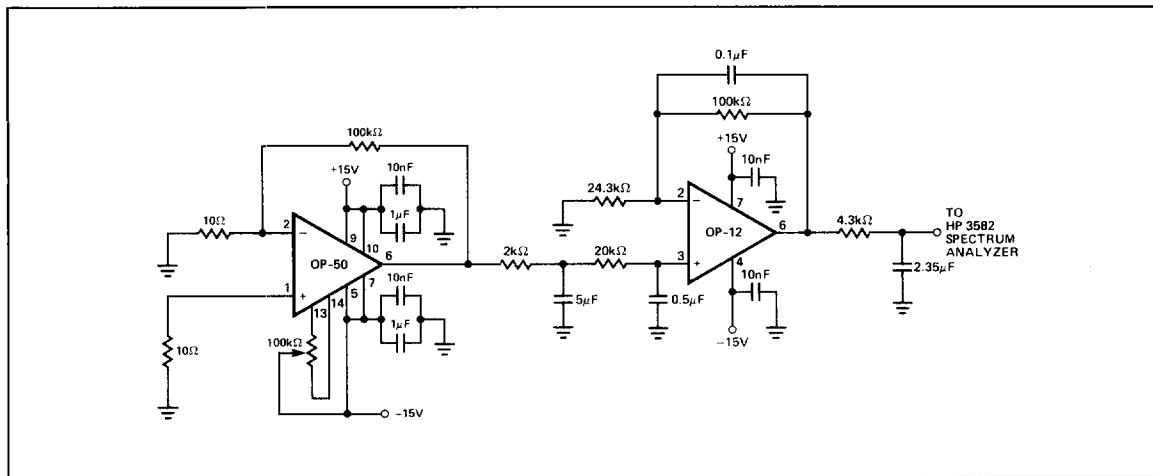 0.1μF
100kΩ
100kΩ
+15V
10nF
+15V
10nF
1μF
24.3kΩ
2
−
7
10Ω
2
−
9
10
OP-12
6
4.3kΩ
TO
HP 3582
SPECTRUM
ANALYZER
OP-50
6
2kΩ
20kΩ
3
+
4
10nF
2.35μF
1
+
5
7
10nF
14
13
1μF
5μF
0.5μF
−15V
10Ω
100kΩ
−15V